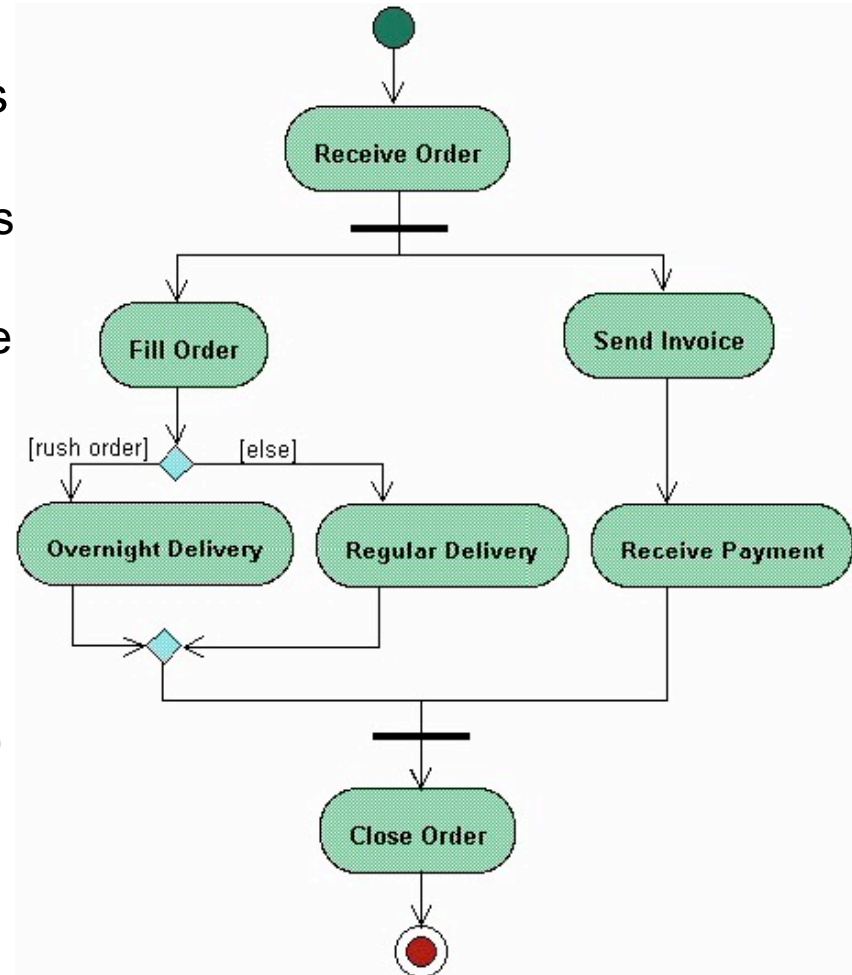 s
Receive Order
s
Fill Order
Send Invoice
e
[rush order]
[else]
Overnight Delivery
Regular Delivery
Receive Payment
Close Order